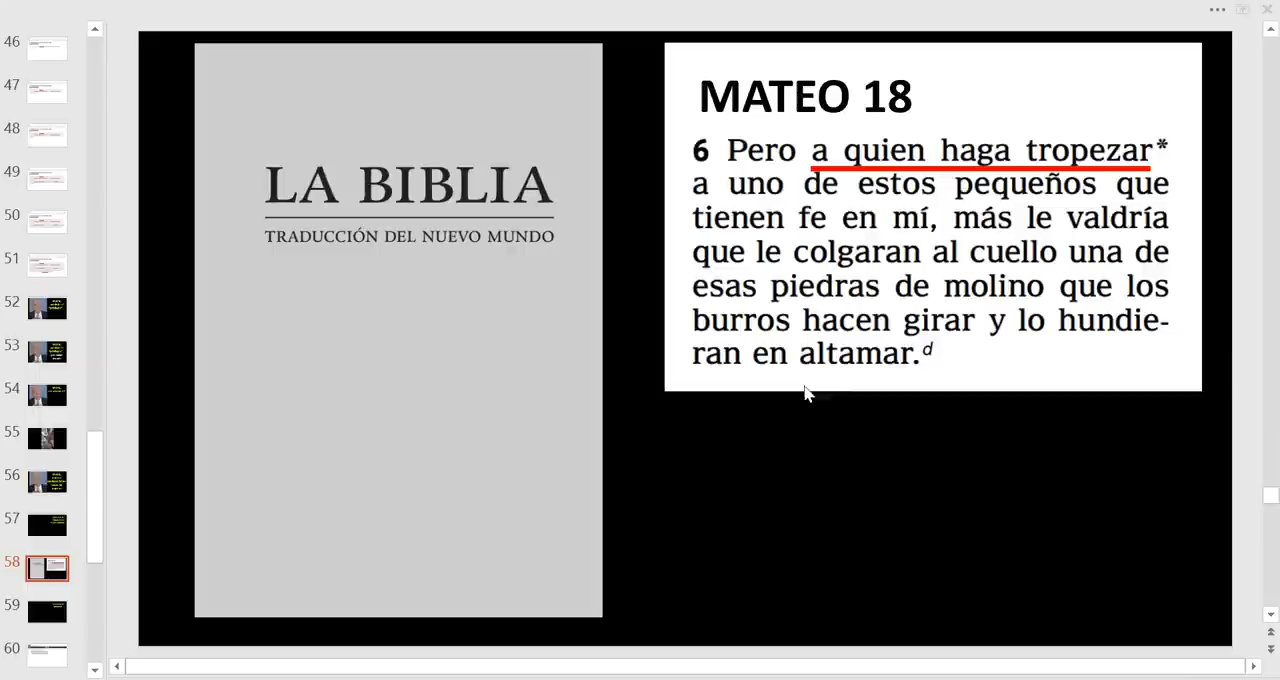 46
47
48
49
50
51
52
53
54
55
56
57
58
59
60
LA BIBLIA
TRADUCCIÓN DEL NUEVO MUNDO
MATEO 18
6 Pero a quien haga tropezar*
a uno de estos pequeños que
tienen fe en mí, más le valdría
que le colgaran al cuello una de
esas piedras de molino que los
burros hacen girar y lo hundie-
ran en altamar.d